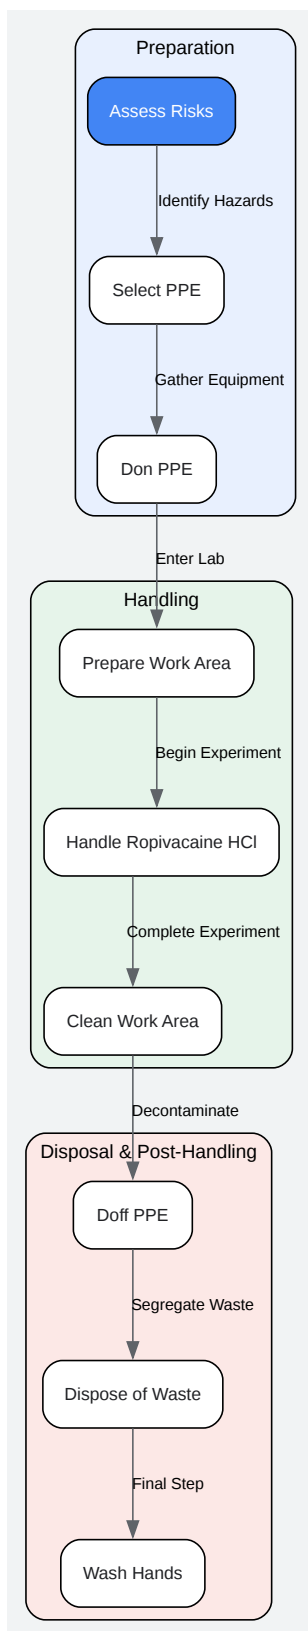 Preparation
Assess Risks
Identify Hazards
Select PPE
Gather Equipment
Don PPE
Enter Lab
Handling
Prepare Work Area
Begin Experiment
Handle Ropivacaine HCl
Complete Experiment
Clean Work Area
Decontaminate
Disposal & Post-Handling
Doff PPE
Segregate Waste
Dispose of Waste
Final Step
Wash Hands